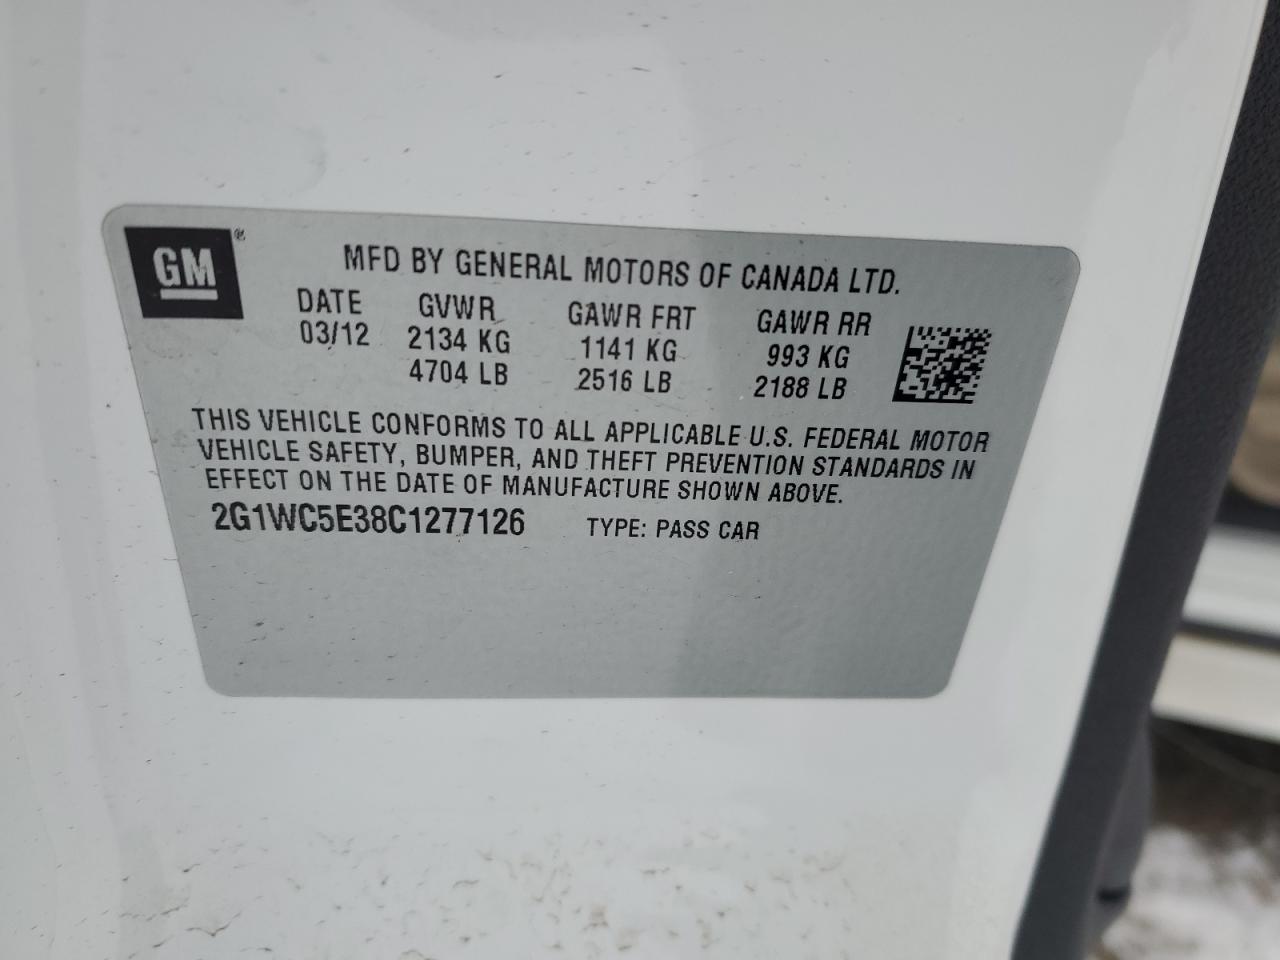 GM®
MFD BY GENERAL MOTORS OF CANADA LTD.
DATE GVWR GAWR FRT GAWR RR
03/12 2134 KG 1141 KG 993 KG
4704 LB 2516 LB 2188 LB
THIS VEHICLE CONFORMS TO ALL APPLICABLE U.S. FEDERAL MOTOR
VEHICLE SAFETY, BUMPER, AND THEFT PREVENTION STANDARDS IN
EFFECT ON THE DATE OF MANUFACTURE SHOWN ABOVE.
2G1WC5E38C1277126 TYPE: PASS CAR